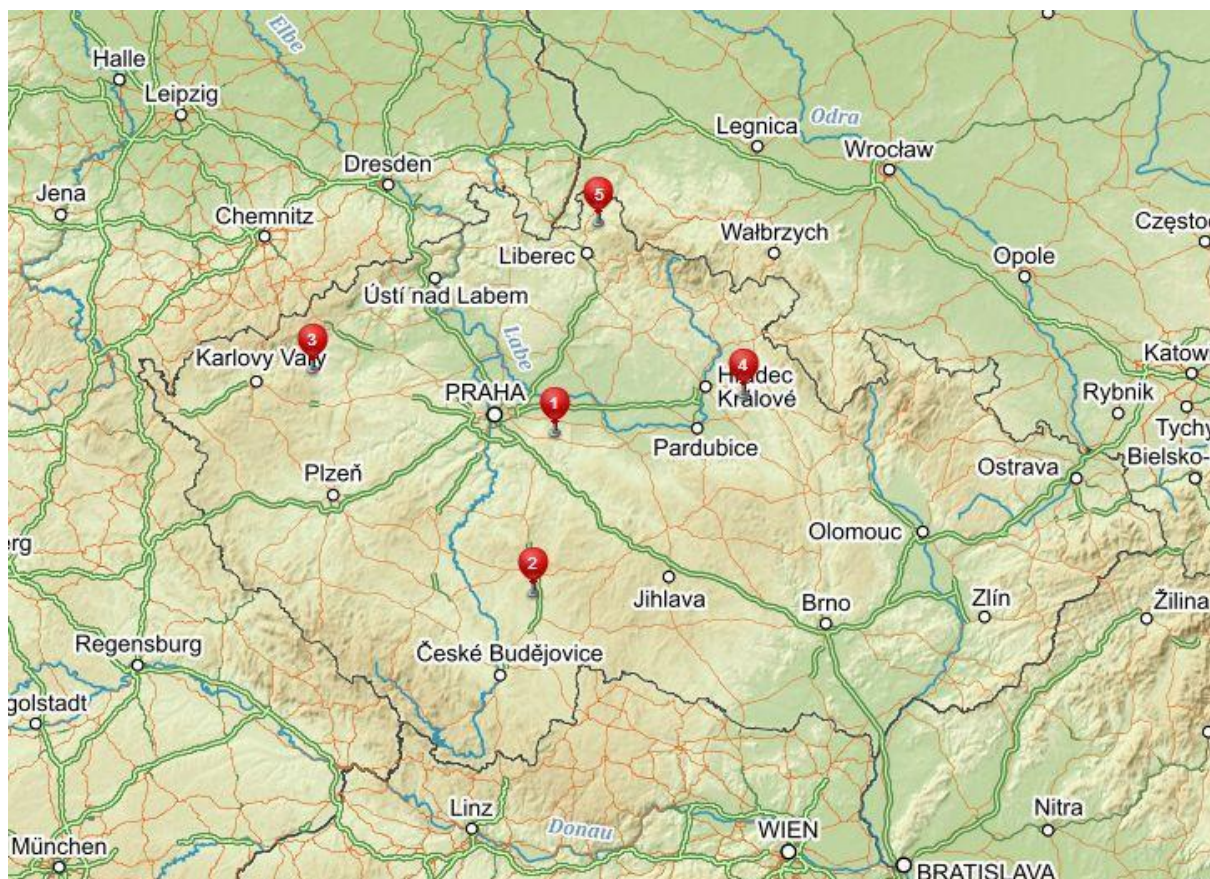 Elbe
Halle
Leipzig
Odra
Legnica
Wrocław
Dresden
Jena
5
Chemnitz
Częstoc
Wałbrzych
Liberec
Opole
Ústí nad Labem
3
Labe
Karlovy Vary
4
Katow
Hradec
Králové
PRAHA
1
Rybnik
Tychy
Pardubice
Bielsko-
Plzeň
Ostrava
Olomouc
erg
2
Jihlava
Brno
Zlín
Žilina
Regensburg
České Budějovice
golstadt
Linz
Donau
WIEN
Nitra
München
BRATISLAVA